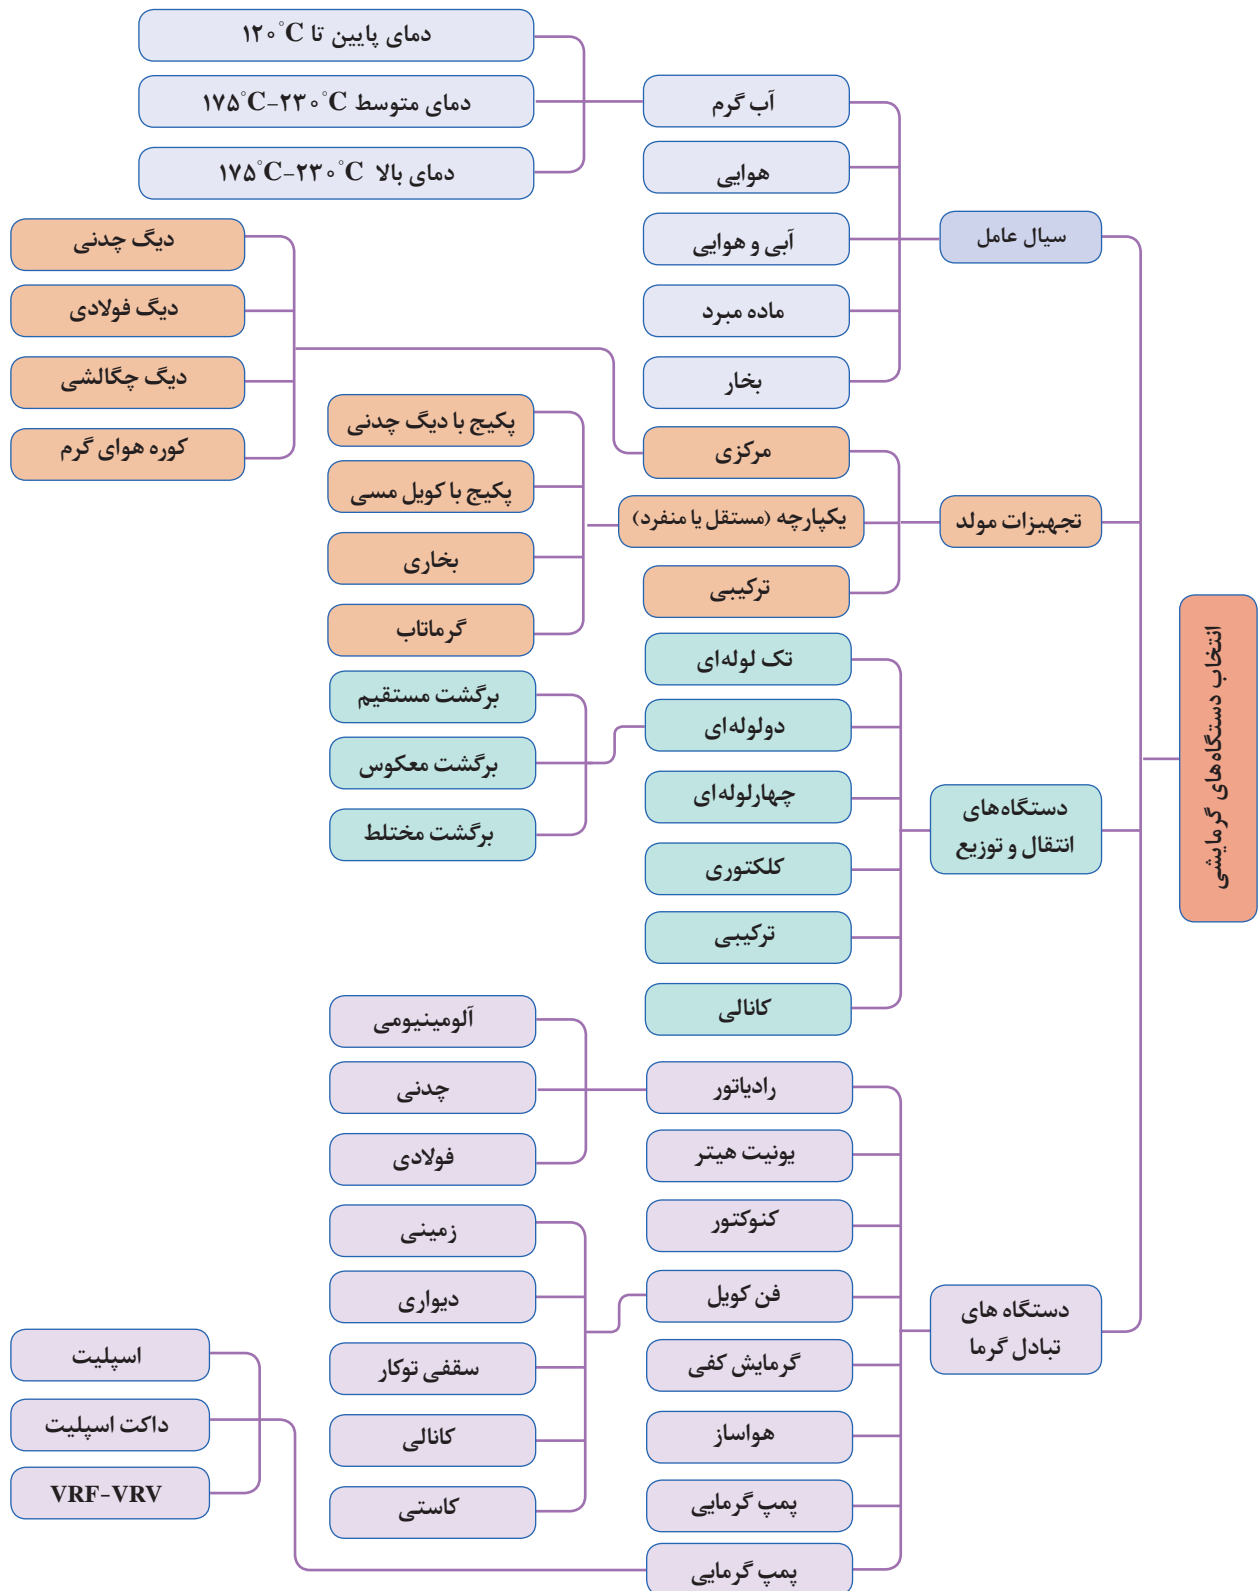 انتخاب دستگاه‌های گرمایشی
سیال عامل
آب گرم
دمای پایین تا ۱۲۰°C
دمای متوسط ۱۷۵°C-۲۳۰°C
دمای بالا ۱۷۵°C-۲۳۰°C
هوایی
آبی و هوایی
ماده مبرد
بخار
تجهیزات مولد
مرکزی
دیگ چدنی
دیگ فولادی
دیگ چگالشی
کوره هوای گرم
یکپارچه (مستقل یا منفرد)
پکیج با دیگ چدنی
پکیج با کویل مسی
بخاری
گرماتاب
ترکیبی
دستگاه‌های
انتقال و توزیع
تک لوله‌ای
دولوله‌ای
برگشت مستقیم
برگشت معکوس
برگشت مختلط
چهارلوله‌ای
کلکتوری
ترکیبی
کانالی
دستگاه های
تبادل گرما
رادیاتور
آلومینیومی
چدنی
فولادی
یونیت هیتر
کنوکتور
فن کویل
زمینی
دیواری
سقفی توکار
کانالی
کاستی
گرمایش کفی
هواساز
پمپ گرمایی
پمپ گرمایی
اسپلیت
داکت اسپلیت
VRF-VRV